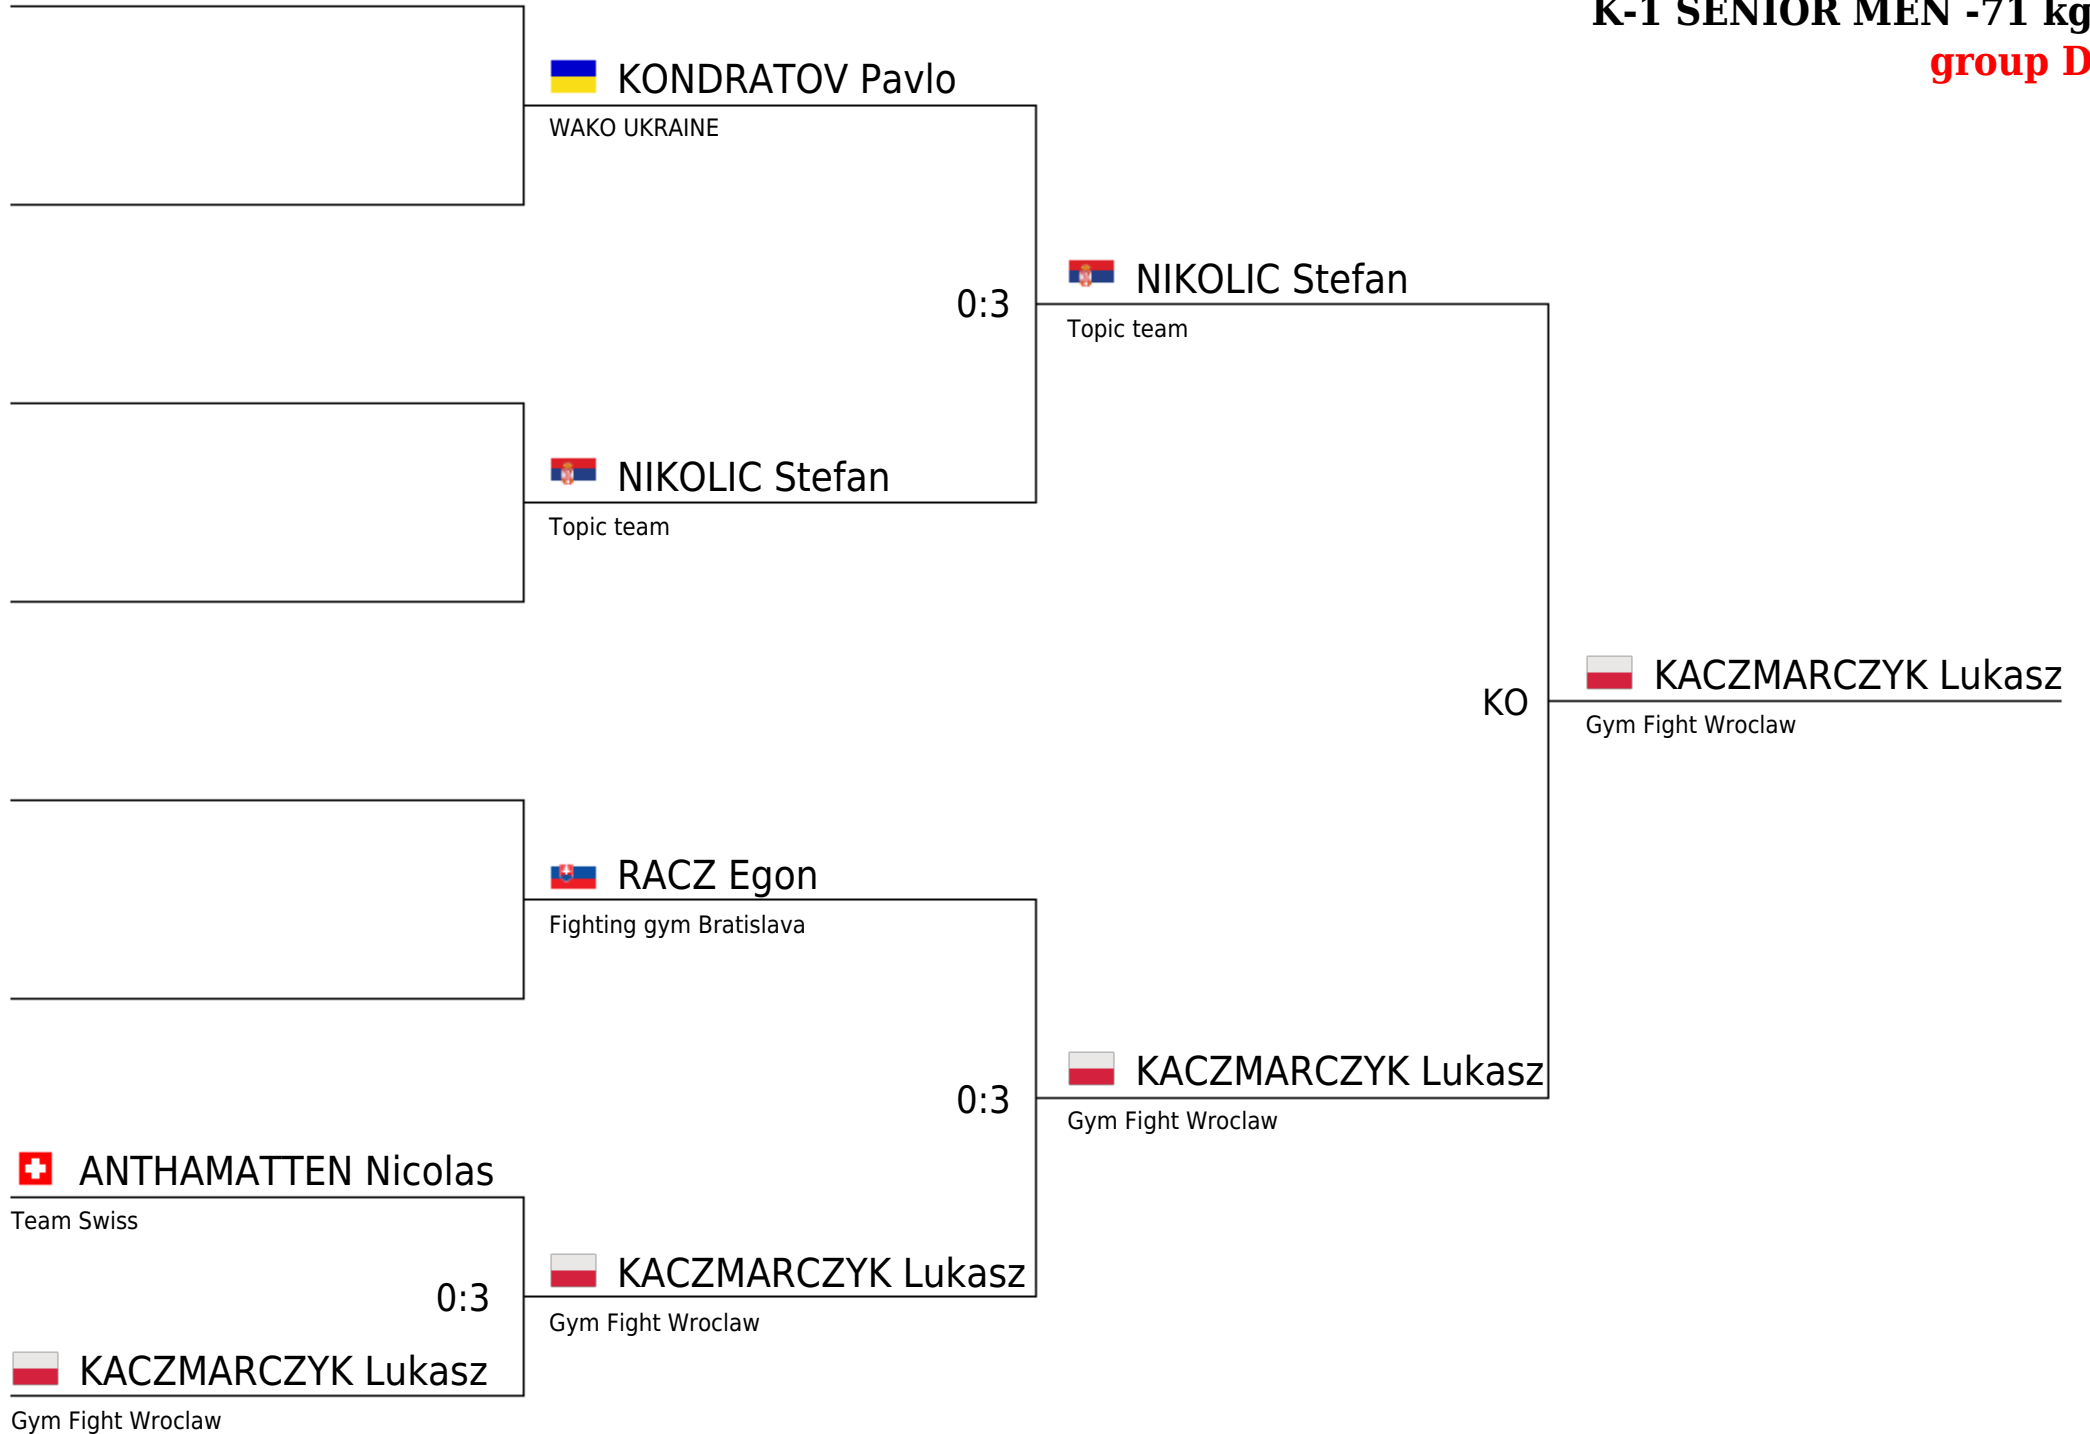 K-1 SENIOR MEN -71 kg
group D
KONDRATOV Pavlo
WAKO UKRAINE
0:3
NIKOLIC Stefan
Topic team
NIKOLIC Stefan
Topic team
KO
KACZMARCZYK Lukasz
Gym Fight Wroclaw
RACZ Egon
Fighting gym Bratislava
0:3
KACZMARCZYK Lukasz
Gym Fight Wroclaw
ANTHAMATTEN Nicolas
Team Swiss
0:3
KACZMARCZYK Lukasz
Gym Fight Wroclaw
KACZMARCZYK Lukasz
Gym Fight Wroclaw